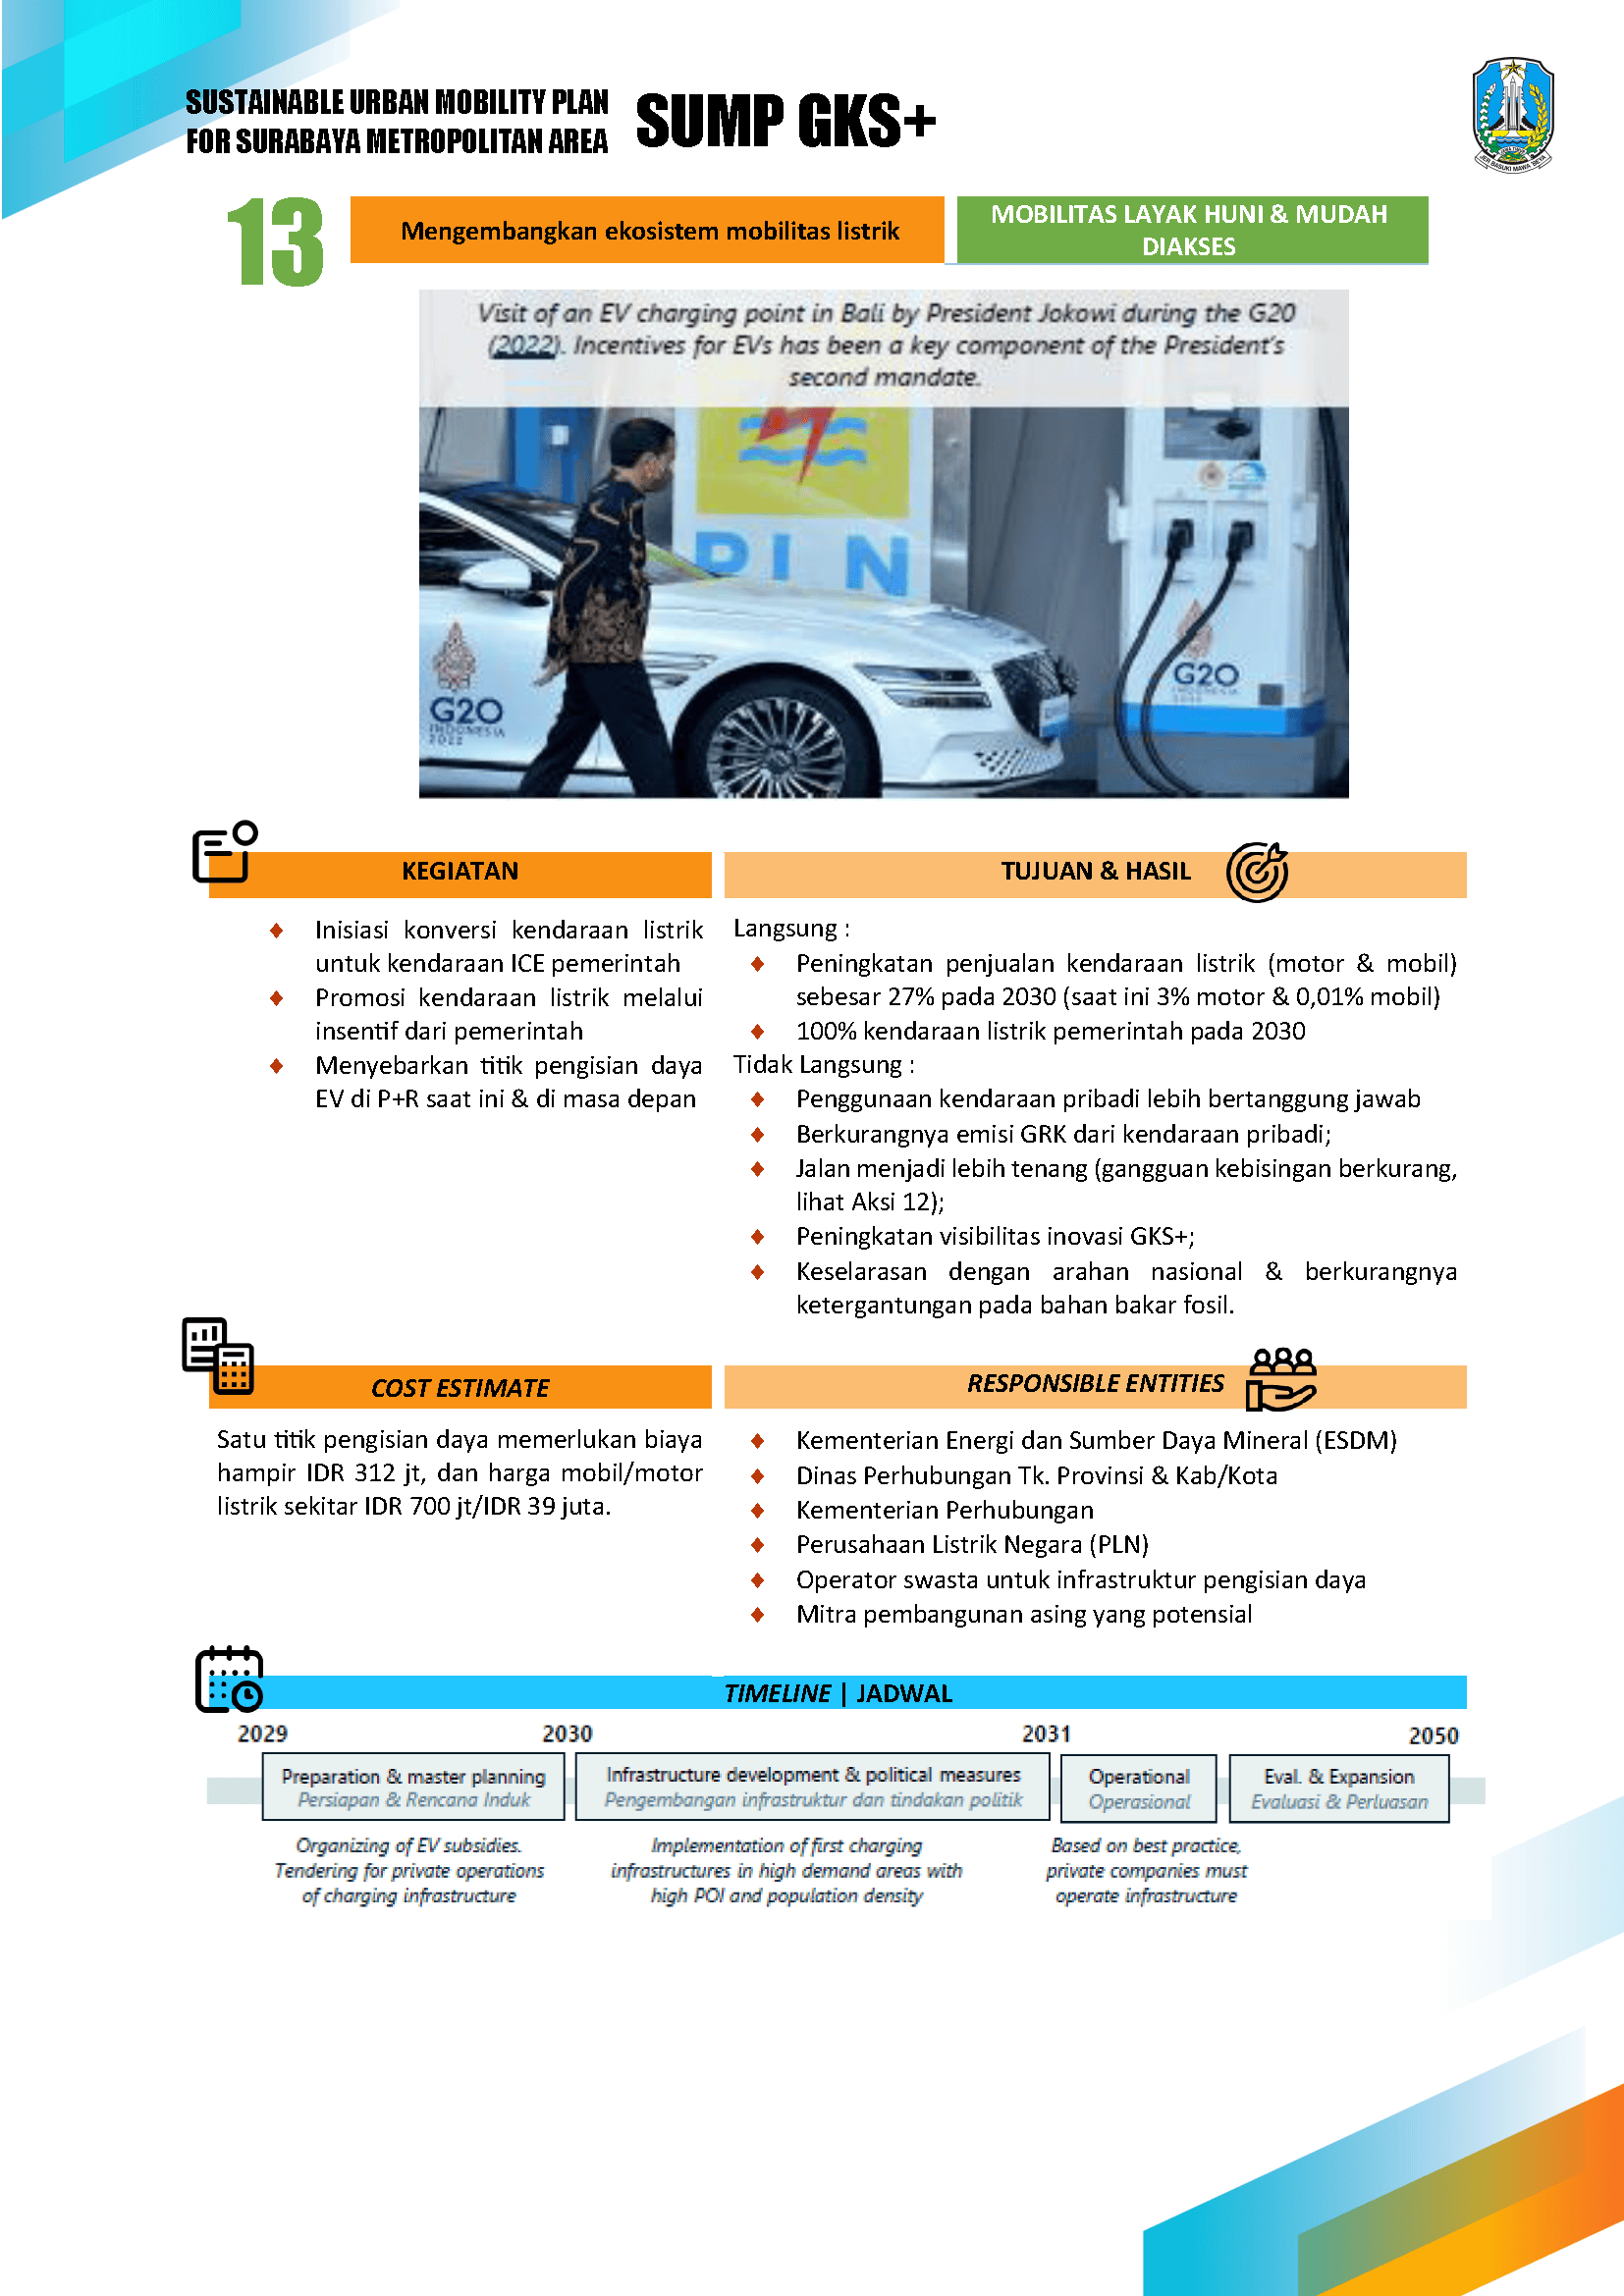 SUSTAINABLE URBAN MOBILITY PLAN
FOR SURABAYA METROPOLITAN AREA
SUMP GKS+
JAWA TIMUR
JER BASUKI MAWA BEYA
13
Mengembangkan ekosistem mobilitas listrik
MOBILITAS LAYAK HUNI & MUDAH
DIAKSES
Visit of an EV charging point in Bali by President Jokowi during the G20
(2022). Incentives for EVs has been a key component of the President's
second mandate.
G20
INDONESIA
2022
G20
INDONESIA
KEGIATAN
♦ Inisiasi konversi kendaraan listrik
untuk kendaraan ICE pemerintah
♦ Promosi kendaraan listrik melalui
insentif dari pemerintah
♦ Menyebarkan titik pengisian daya
EV di P+R saat ini & di masa depan
TUJUAN & HASIL
Langsung :
♦ Peningkatan penjualan kendaraan listrik (motor & mobil)
sebesar 27% pada 2030 (saat ini 3% motor & 0,01% mobil)
♦ 100% kendaraan listrik pemerintah pada 2030
Tidak Langsung :
♦ Penggunaan kendaraan pribadi lebih bertanggung jawab
♦ Berkurangnya emisi GRK dari kendaraan pribadi;
♦ Jalan menjadi lebih tenang (gangguan kebisingan berkurang,
lihat Aksi 12);
♦ Peningkatan visibilitas inovasi GKS+;
♦ Keselarasan dengan arahan nasional & berkurangnya
ketergantungan pada bahan bakar fosil.
COST ESTIMATE
Satu titik pengisian daya memerlukan biaya
hampir IDR 312 jt, dan harga mobil/motor
listrik sekitar IDR 700 jt/IDR 39 juta.
RESPONSIBLE ENTITIES
♦ Kementerian Energi dan Sumber Daya Mineral (ESDM)
♦ Dinas Perhubungan Tk. Provinsi & Kab/Kota
♦ Kementerian Perhubungan
♦ Perusahaan Listrik Negara (PLN)
♦ Operator swasta untuk infrastruktur pengisian daya
♦ Mitra pembangunan asing yang potensial
TIMELINE | JADWAL
2029
2030
2031
2050
Preparation & master planning
Persiapan & Rencana Induk
Infrastructure development & political measures
Pengembangan infrastruktur dan tindakan politik
Operational
Operasional
Eval. & Expansion
Evaluasi & Perluasan
Organizing of EV subsidies.
Tendering for private operations
of charging infrastructure
Implementation of first charging
infrastructures in high demand areas with
high POI and population density
Based on best practice,
private companies must
operate infrastructure